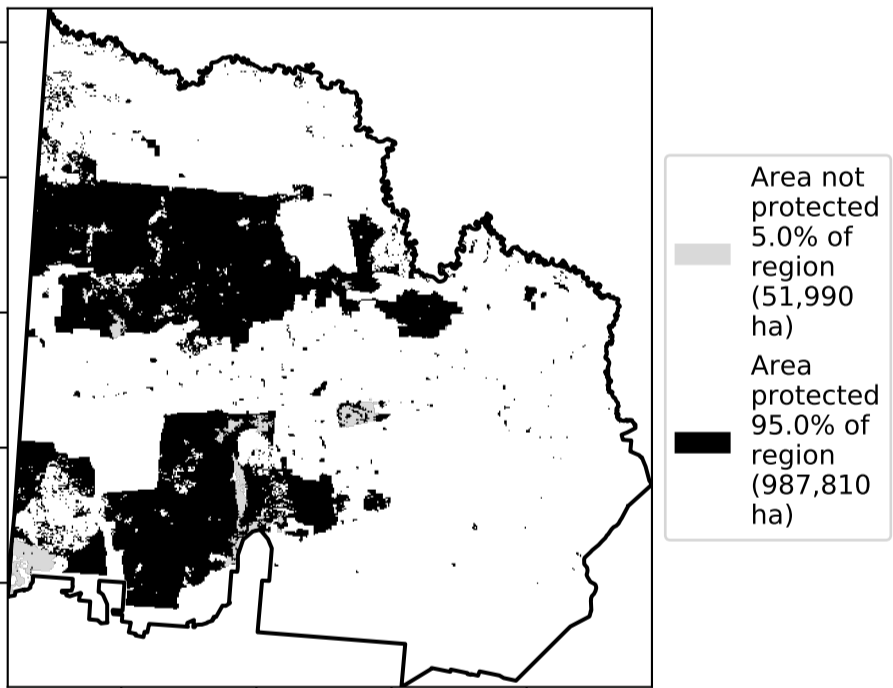 Area not
protected
5.0% of
region
(51,990
ha)
Area
protected
95.0% of
region
(987,810
ha)